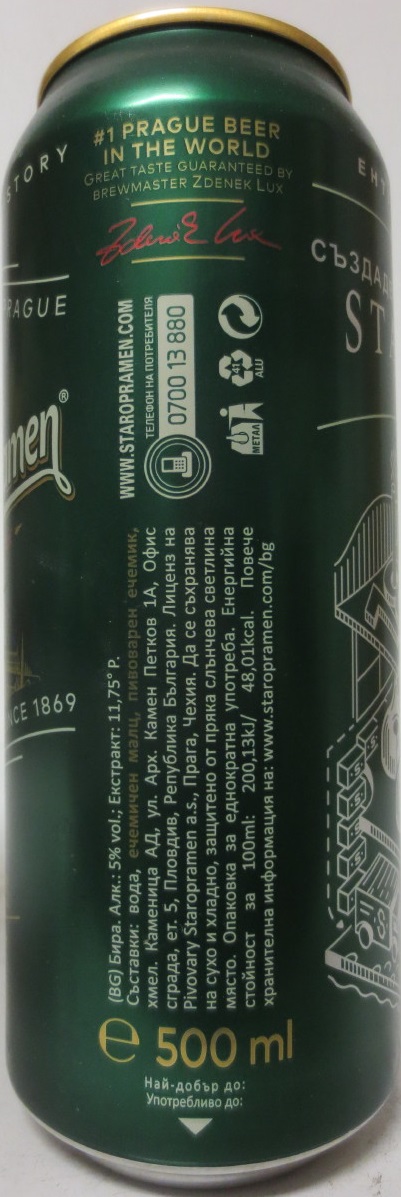 STORY
#1 PRAGUE BEER
IN THE WORLD
GREAT TASTE GUARANTEED BY
BREWMASTER ZDENEK LUX
Zdeněk Lux
PRAGUE
amen®
NCE 1869
ЕНТ
СЪЗДАД
ST
WWW.STAROPRAMEN.COM
ТЕЛЕФОН НА ПОТРЕБИТЕЛЯ
0700 13 880
41
ALU
МЕТАЛ
(BG) Бира. Алк.: 5% vol.; Екстракт: 11,75° P.
Съставки: вода, ечемичен малц, пивоварен ечемик,
хмел. Каменица АД, ул. Арх. Камен Петков 1А, Офис
сграда, ет. 5, Пловдив, Република България. Лиценз на
Pivovary Staropramen a.s., Прага, Чехия. Да се съхранява
на сухо и хладно, защитено от пряка слънчева светлина
място. Опаковка за еднократна употреба. Енергийна
стойност за 100ml: 200,13kJ/ 48,01kcal. Повече
хранителна информация на: www.staropramen.com/bg
e 500 ml
Най-добър до:
Употребливо до: